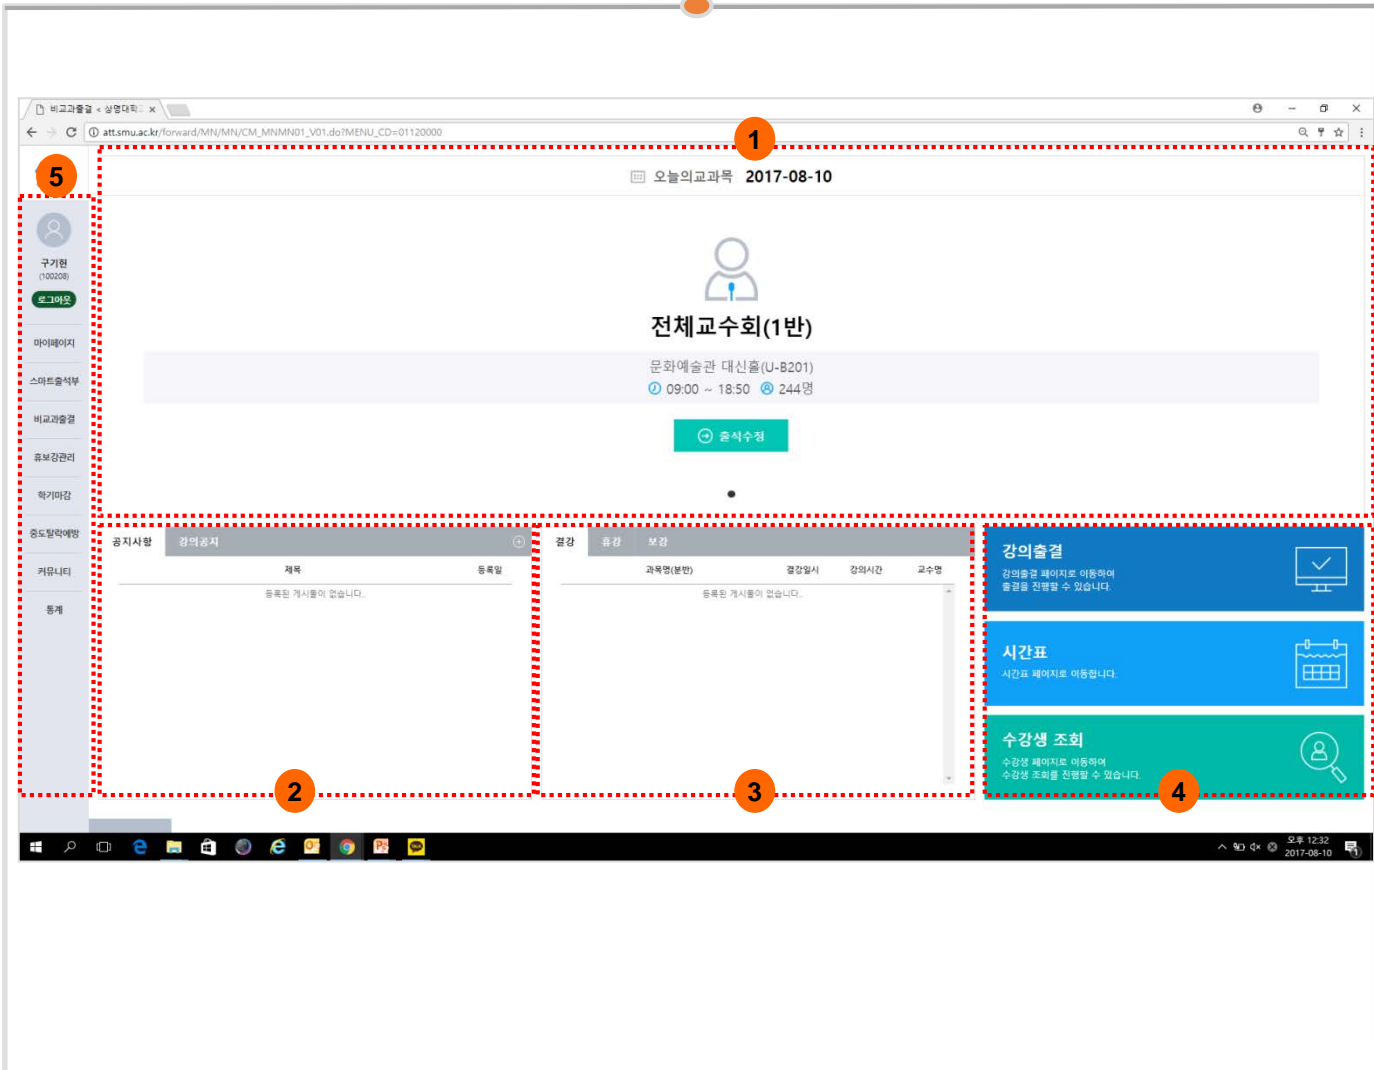 비교과출결 < 상명대학교
att.smu.ac.kr/forward/MN/MN/CM_MNMN01_V01.do?MENU_CD=01120000
1
5
오늘의교과목 2017-08-10
구기현
(100208)
로그아웃
마이페이지
스마트출석부
비교과출결
휴보강관리
학기마감
중도탈락예방
커뮤니티
통계
전체교수회(1반)
문화예술관 대신홀(U-B201)
09:00 ~ 18:50 244명
출석수정
공지사항 강의공지
제목 등록일
등록된 게시물이 없습니다.
2
결강 휴강 보강
과목명(분반) 결강일시 강의시간 교수명
등록된 게시물이 없습니다.
3
강의출결
강의출결 페이지로 이동하여
출결을 진행할 수 있습니다.
시간표
시간표 페이지로 이동합니다.
수강생 조회
수강생 페이지로 이동하여
수강생 조회를 진행할 수 있습니다.
4
오후 12:32
2017-08-10